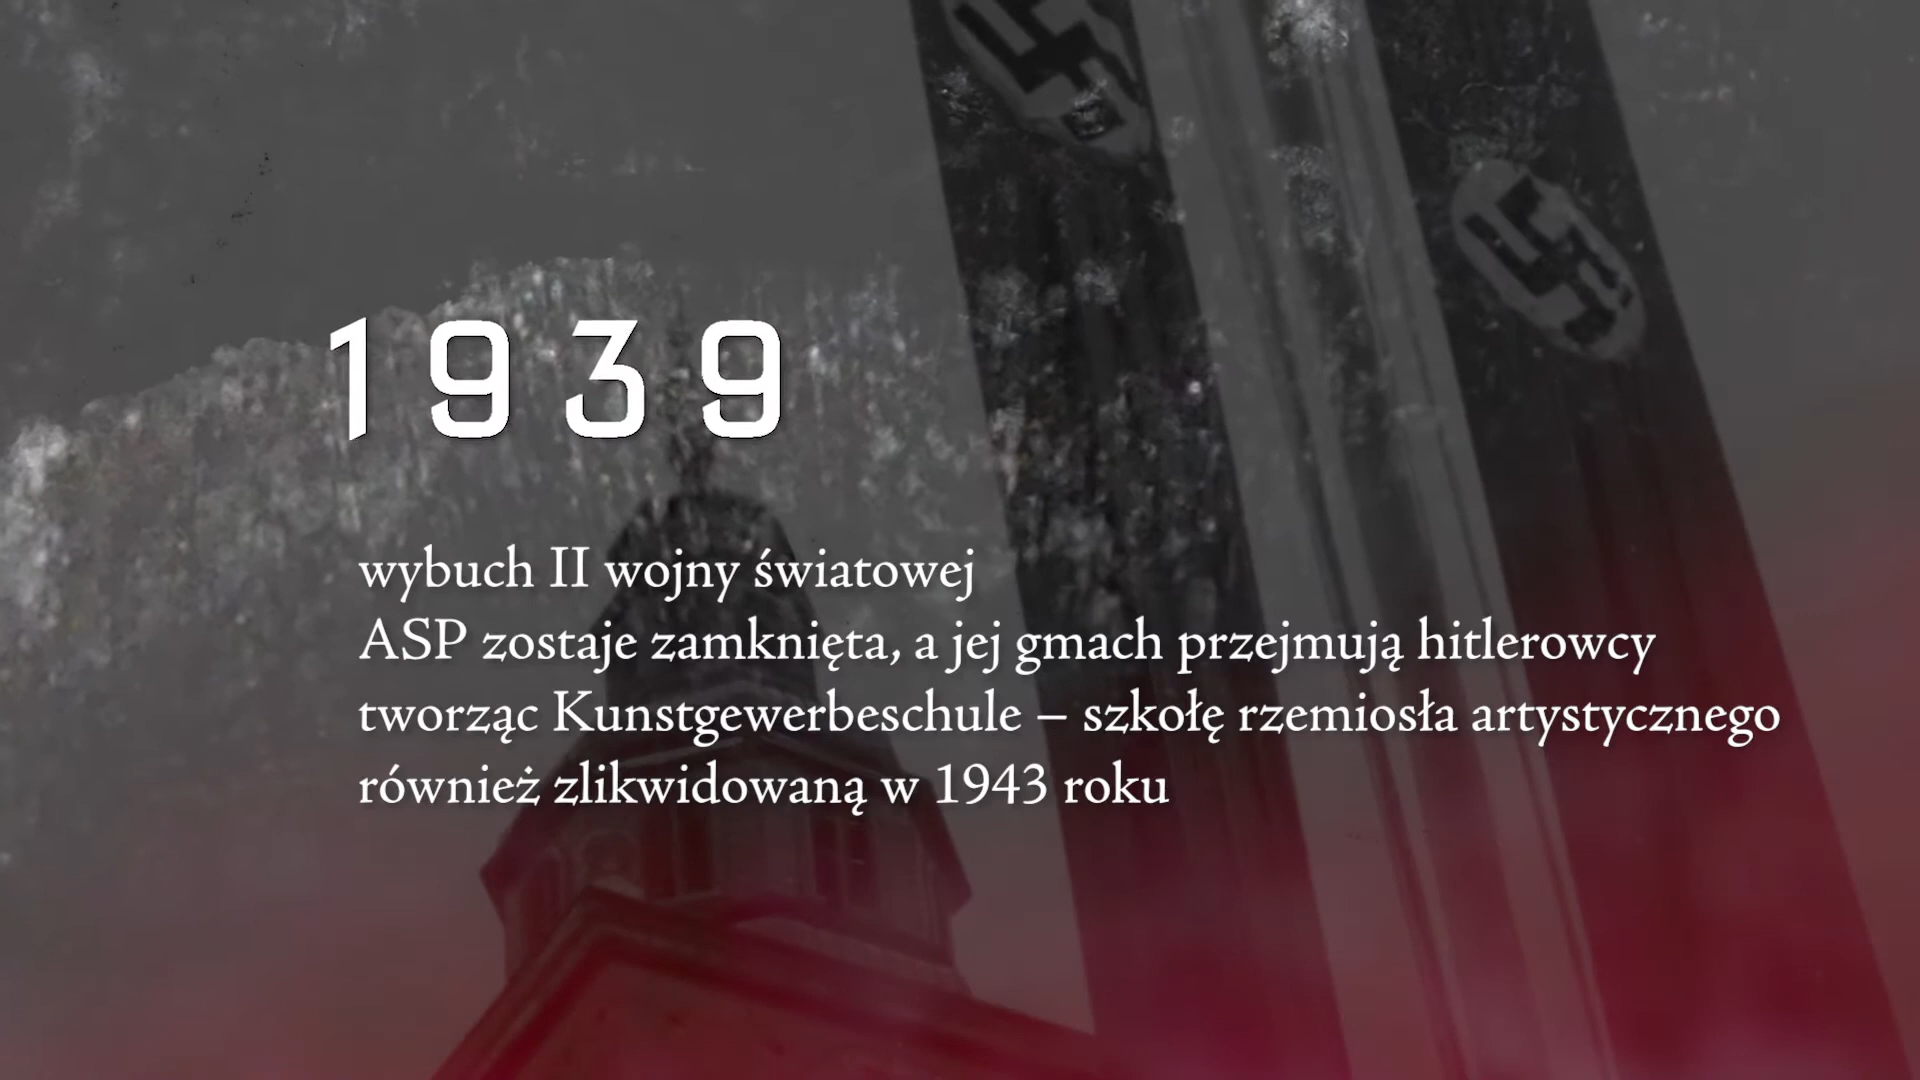 1939
wybuch II wojny światowej
ASP zostaje zamknięta, a jej gmach przejmują hitlerowcy
tworząc Kunstgewerbeschule – szkołę rzemiosła artystycznego
również zlikwidowaną w 1943 roku